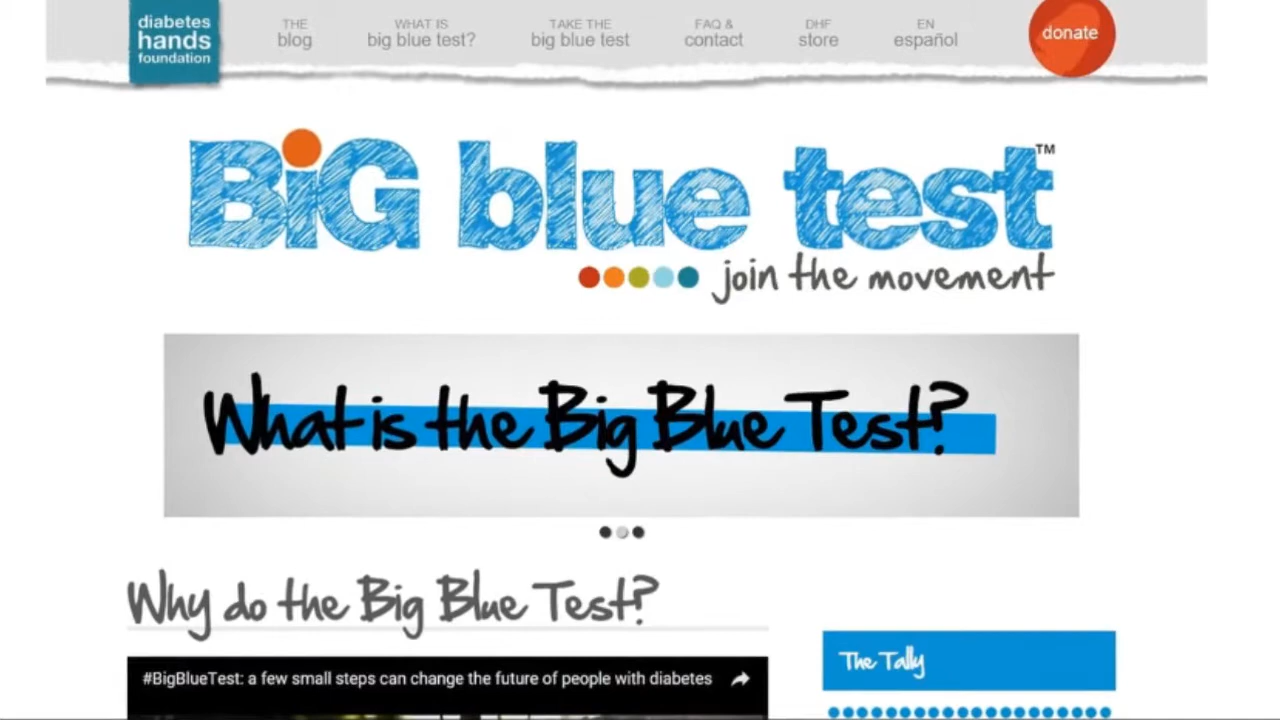 diabetes
hands
foundation
THE
blog
WHAT IS
big blue test?
TAKE THE
big blue test
FAQ &
contact
DHF
store
EN
español
donate
BiG blue test™
join the movement
What is the Big Blue Test?
Why do the Big Blue Test?
#BigBlueTest: a few small steps can change the future of people with diabetes
The Tally